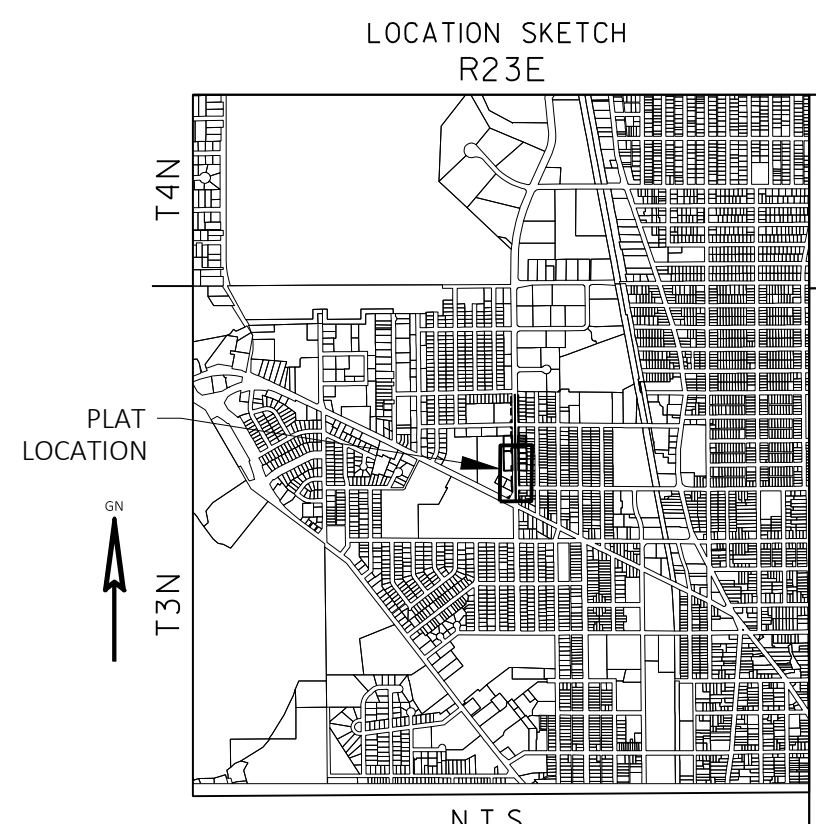 LOCATION SKETCH
R23E
T4N
PLAT
LOCATION
GN
T3N
N.T.S.